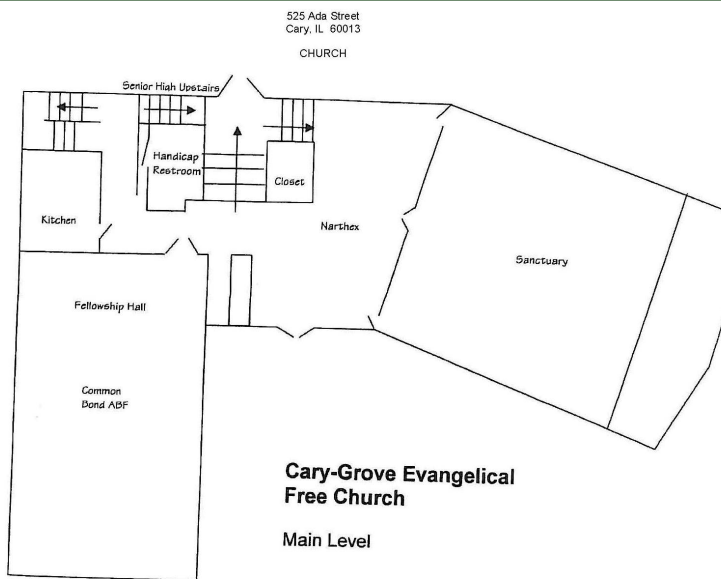 525 Ada Street
Cary, IL 60013
CHURCH
Senior High Upstairs
Handicap
Restroom
Closet
Kitchen
Narthex
Sanctuary
Fellowship Hall
Common
Bond ABF
Cary-Grove Evangelical
Free Church
Main Level